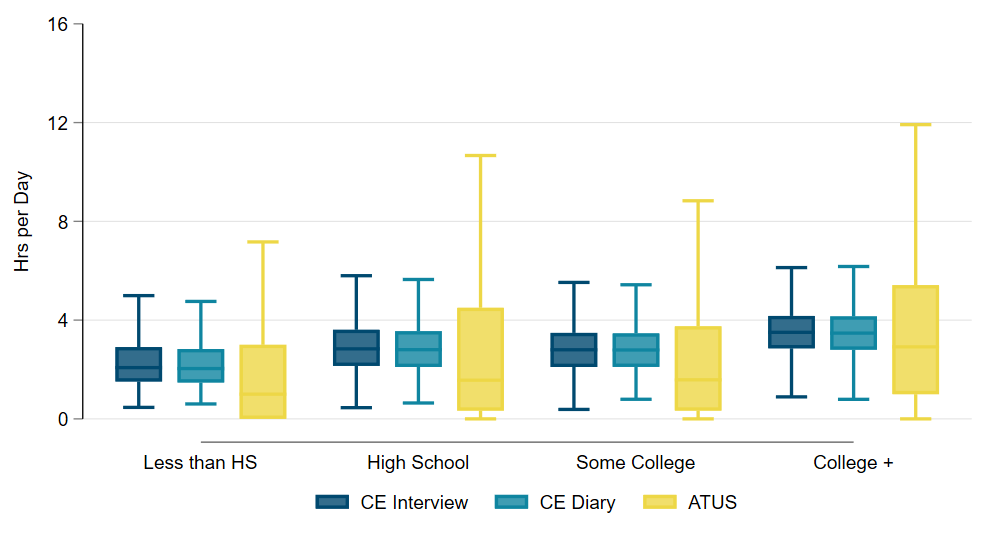 16
12
8
4
0
Hrs per Day
Less than HS
High School
Some College
College +
CE Interview
CE Diary
ATUS